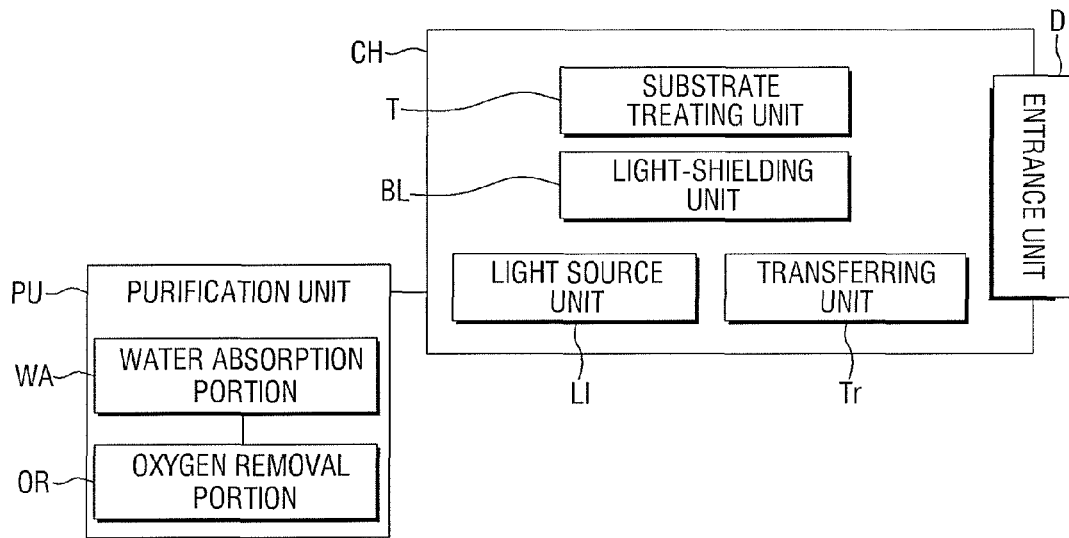 D
CH
SUBSTRATE
TREATING UNIT
T
LIGHT-SHIELDING
UNIT
BL
ENTRANCE UNIT
LIGHT SOURCE
UNIT
TRANSFERRING
UNIT
PU
PURIFICATION UNIT
WA
WATER ABSORPTION
PORTION
LI
Tr
OR
OXYGEN REMOVAL
PORTION